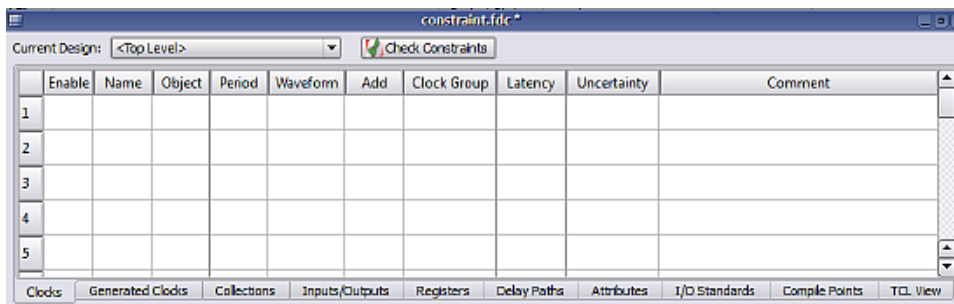 constraint.fdc *
Current Design: <Top Level> Check Constraints
Enable Name Object Period Waveform Add Clock Group Latency Uncertainty Comment
1
2
3
4
5
Clocks Generated Clocks Collections Inputs/Outputs Registers Delay Paths Attributes I/O Standards Compile Points TCL View